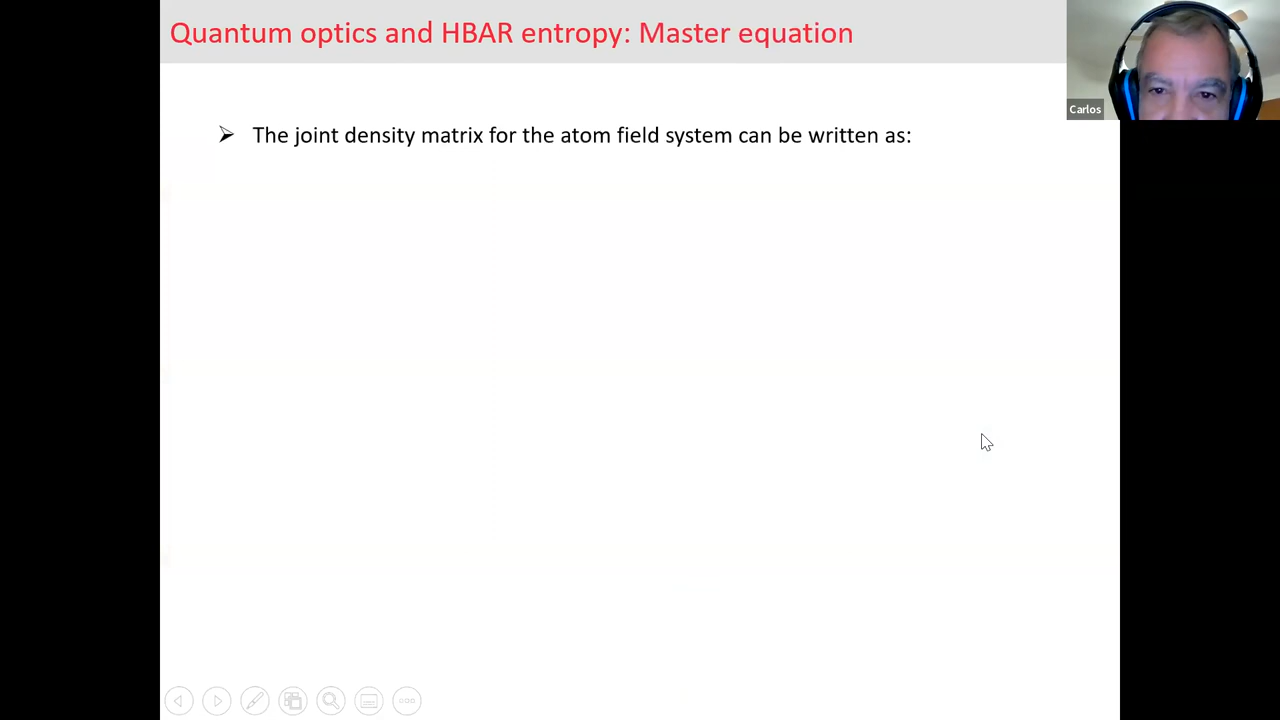 Quantum optics and HBAR entropy: Master equation
Carlos
The joint density matrix for the atom field system can be written as: